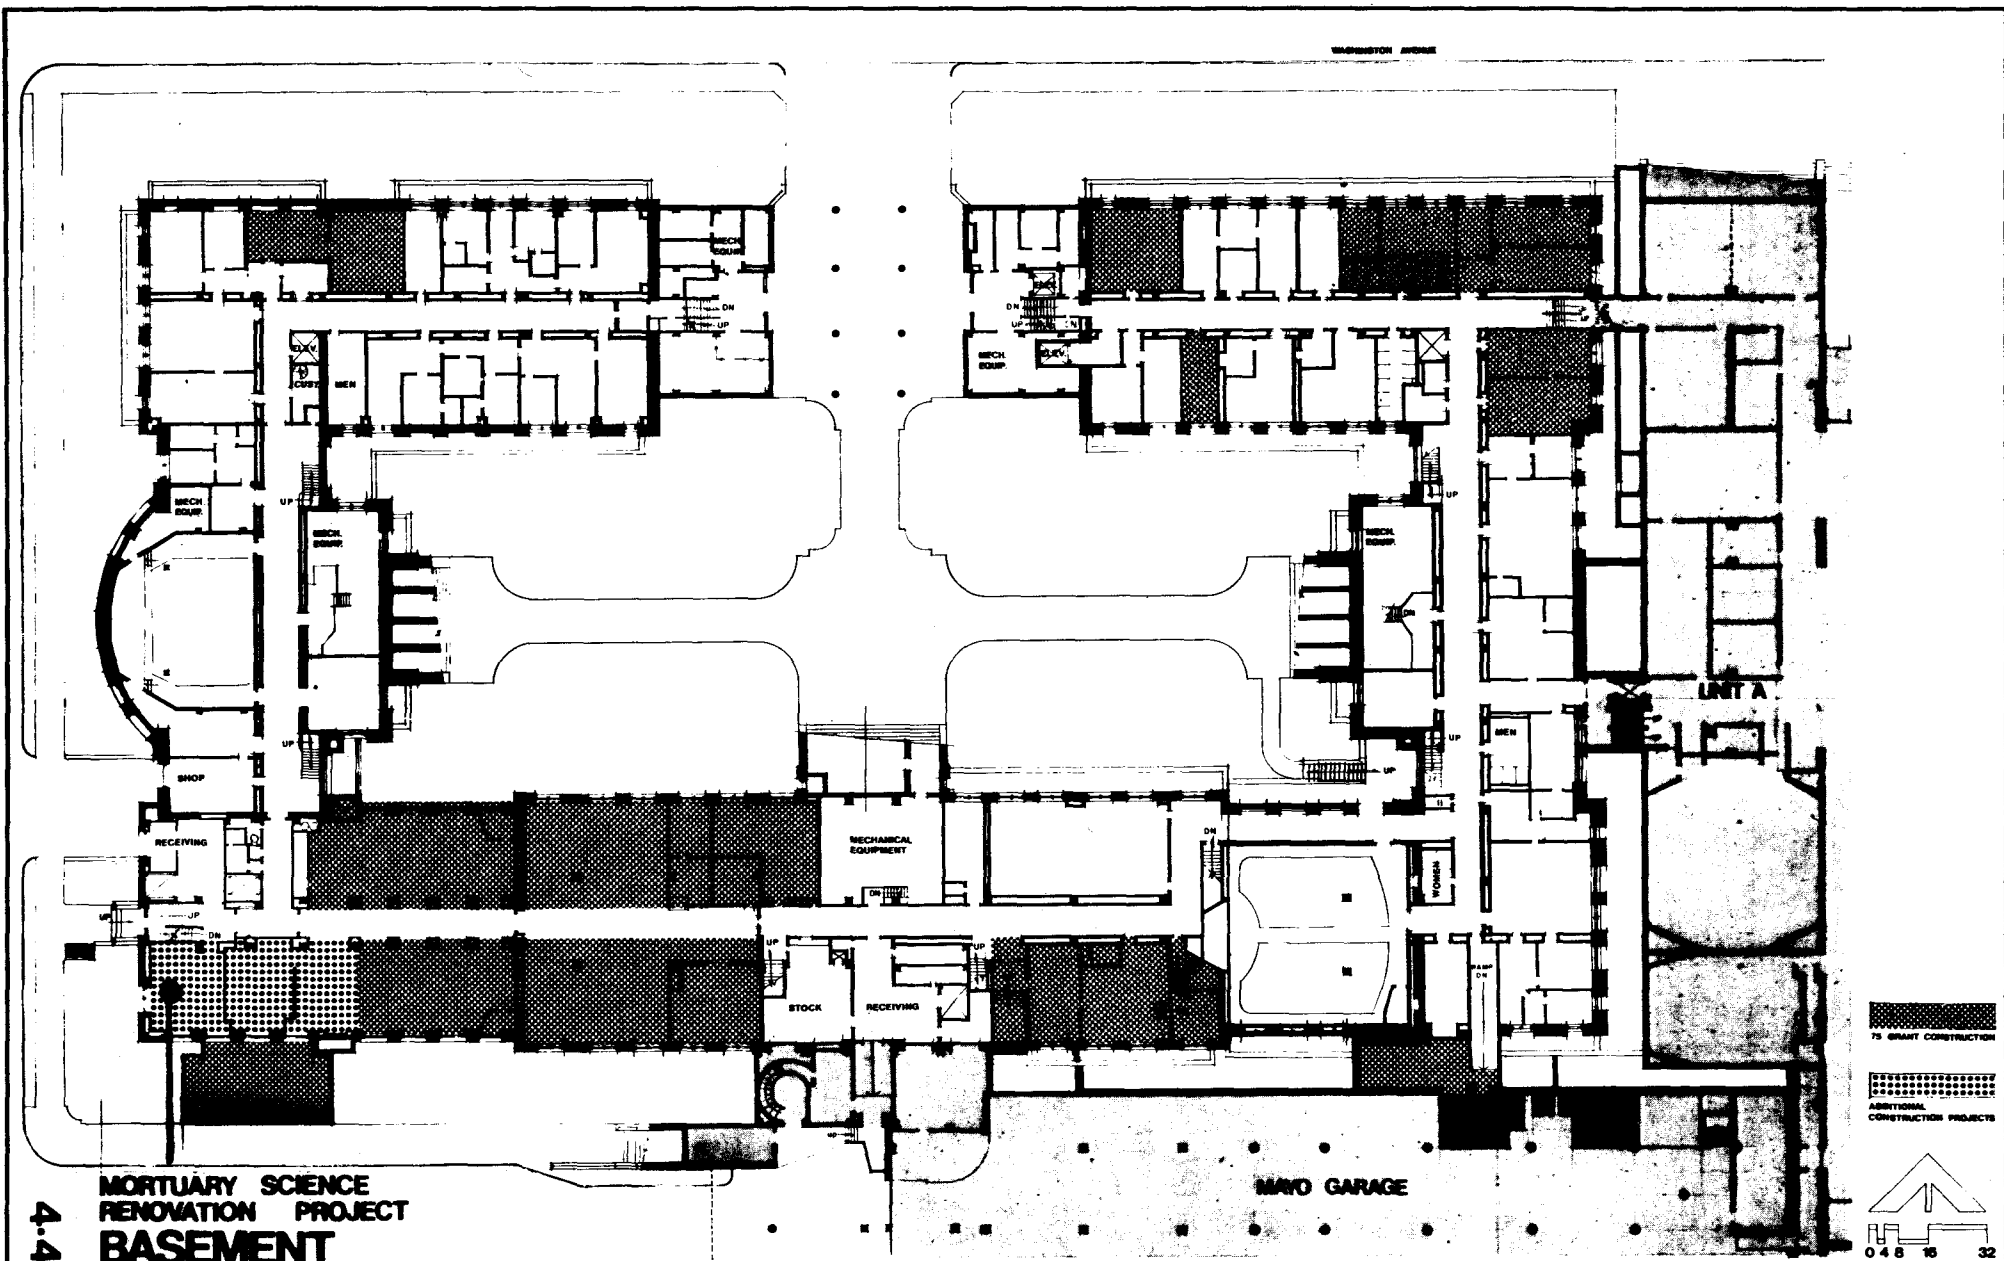 WASHINGTON AVENUE
MECH.
EQUIP.
DN
UP
ELEV.
DN
UP
MECH.
EQUIP.
ELEV.
ELEV.
CUST.
MEN
UP
UP
MECH.
EQUIP.
MECH.
EQUIP.
MECH.
EQUIP.
DN
UNIT A
UP
UP
MEN
UP
SHOP
RECEIVING
MECHANICAL
EQUIPMENT
DN
DN
WOMEN
UP
UP
DN
UP
UP
RAMP
DN
STOCK
RECEIVING
75 GRANT CONSTRUCTION
ADDITIONAL
CONSTRUCTION PROJECTS
MORTUARY SCIENCE
RENOVATION PROJECT
BASEMENT
4.4
MAYO GARAGE
0 4 8 16 32